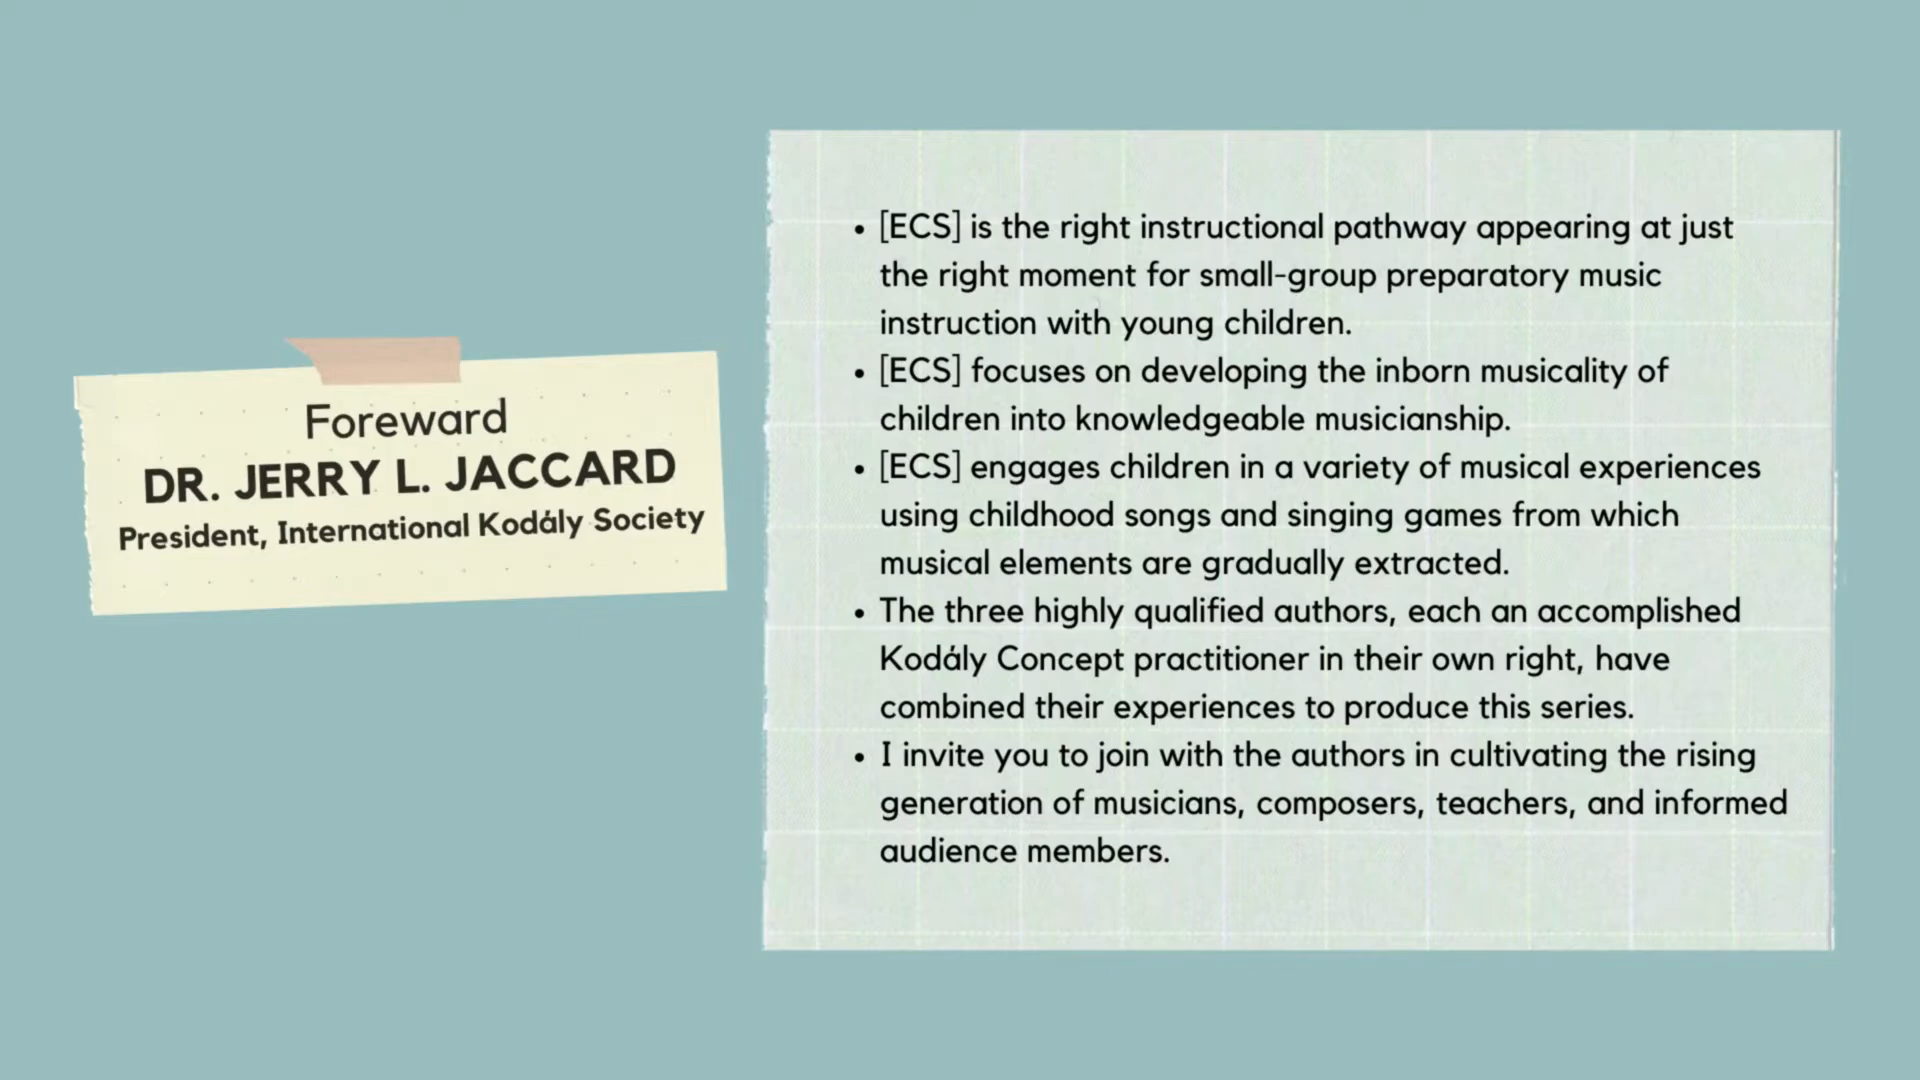 Foreward
DR. JERRY L. JACCARD
President, International Kodály Society
• [ECS] is the right instructional pathway appearing at just
the right moment for small-group preparatory music
instruction with young children.
• [ECS] focuses on developing the inborn musicality of
children into knowledgeable musicianship.
• [ECS] engages children in a variety of musical experiences
using childhood songs and singing games from which
musical elements are gradually extracted.
• The three highly qualified authors, each an accomplished
Kodály Concept practitioner in their own right, have
combined their experiences to produce this series.
• I invite you to join with the authors in cultivating the rising
generation of musicians, composers, teachers, and informed
audience members.